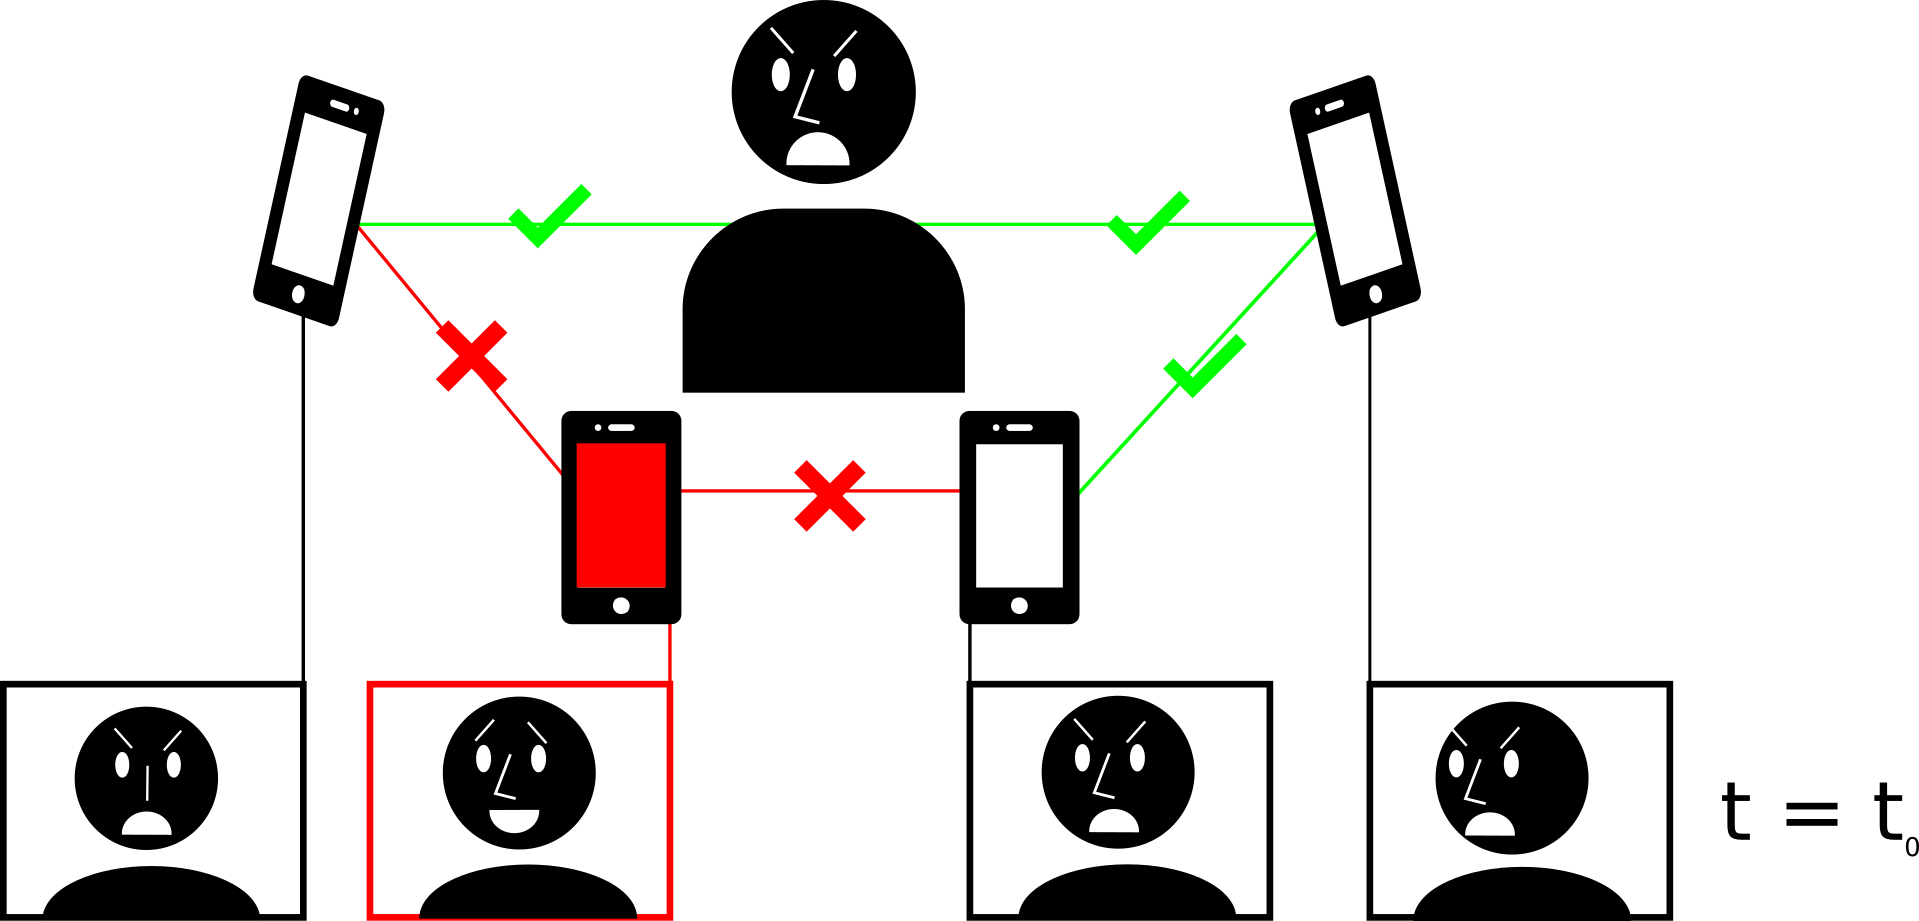 t = t₀